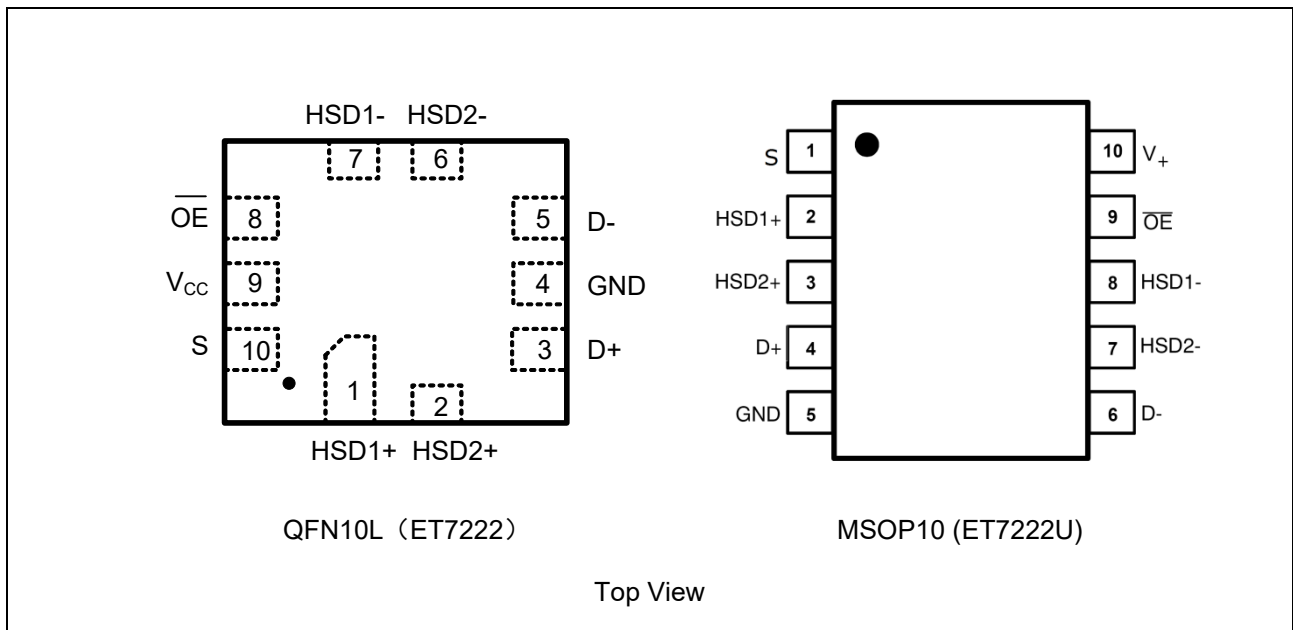 HSD1- HSD2-
7 6
OE 8 5 D-
VCC 9 4 GND
S 10 3 D+
1 2
HSD1+ HSD2+
QFN10L（ET7222）
S 1 10 V+
HSD1+ 2 9 OE
HSD2+ 3 8 HSD1-
D+ 4 7 HSD2-
GND 5 6 D-
MSOP10 (ET7222U)
Top View